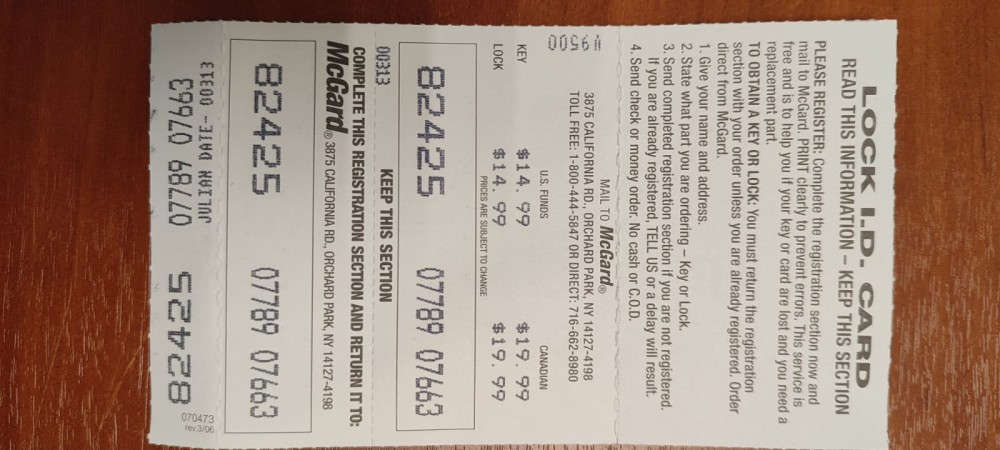 LOCK I.D. CARD
READ THIS INFORMATION – KEEP THIS SECTION
PLEASE REGISTER: Complete the registration section now and
mail to McGard. PRINT clearly to prevent errors. This service is
free and is to help you if your key or card are lost and you need a
replacement part.
TO OBTAIN A KEY OR LOCK: You must return the registration
section with your order unless you are already registered. Order
direct from McGard.
1. Give your name and address.
2. State what part you are ordering – Key or Lock.
3. Send completed registration section if you are not registered.
If you are already registered, TELL US or a delay will result.
4. Send check or money order. No cash or C.O.D.
MAIL TO McGard®
3875 CALIFORNIA RD., ORCHARD PARK, NY 14127-4198
TOLL FREE: 1-800-444-5847 OR DIRECT: 716-662-8980
U.S. FUNDS CANADIAN
KEY $14.99 $19.99
LOCK $14.99 $19.99
PRICES ARE SUBJECT TO CHANGE
82425 07789 07663
00313 KEEP THIS SECTION
COMPLETE THIS REGISTRATION SECTION AND RETURN IT TO:
McGard® 3875 CALIFORNIA RD., ORCHARD PARK, NY 14127-4198
82425 07789 07663
JULIAN DATE - 00313
82425 07789 07663
070473
rev.3/06